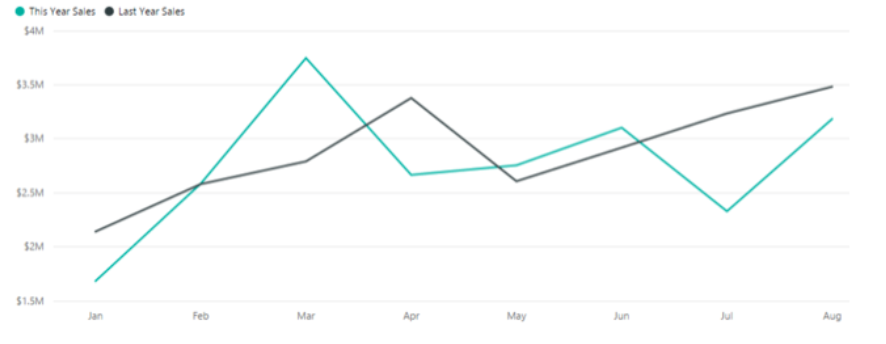 This Year Sales Last Year Sales
$4M
$3.5M
$3M
$2.5M
$2M
$1.5M
Jan Feb Mar Apr May Jun Jul Aug